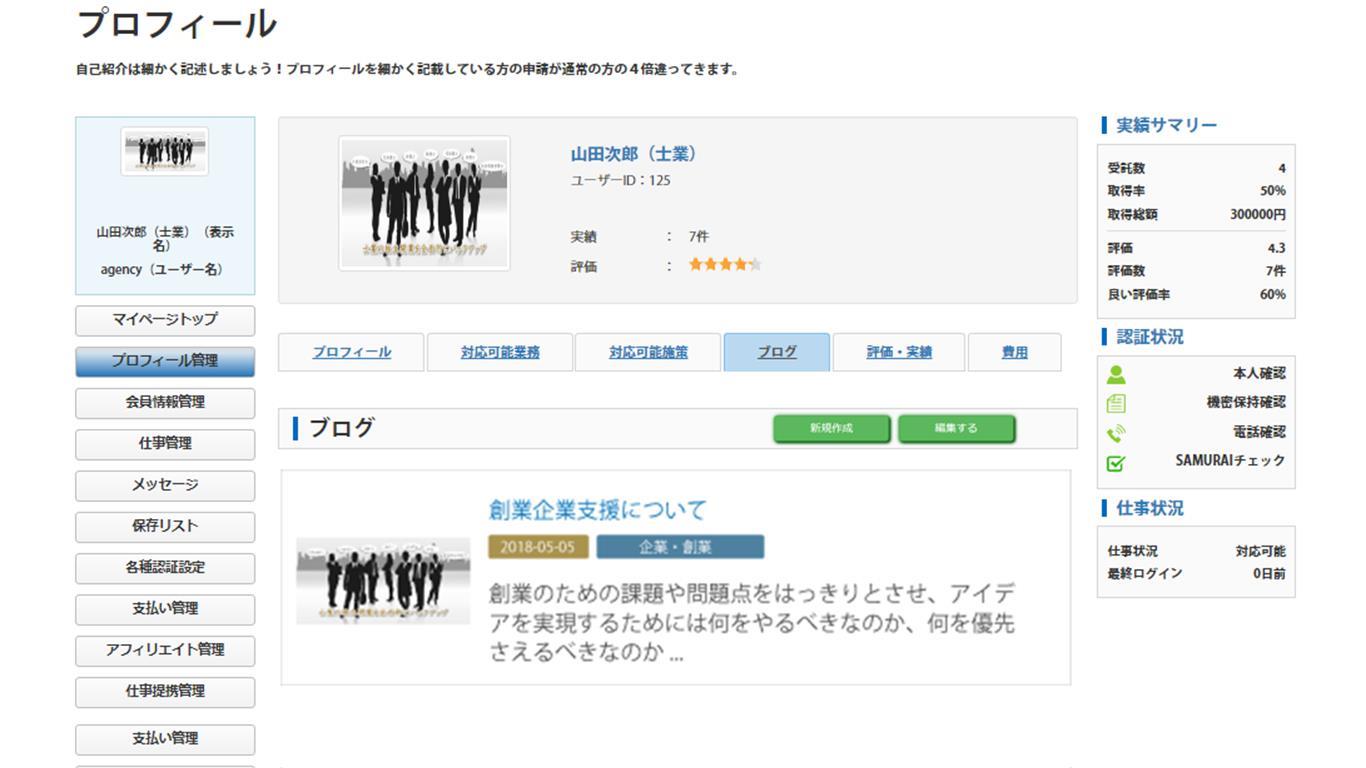 プロフィール
自己紹介は細かく記述しましょう！プロフィールを細かく記載している方の申請が通常の方の４倍違ってきます。
山田次郎（士業）（表示
名）
agency（ユーザー名）
マイページトップ
プロフィール管理
会員情報管理
仕事管理
メッセージ
保存リスト
各種認証設定
支払い管理
アフィリエイト管理
仕事提携管理
支払い管理
山田次郎（士業）
ユーザーID：125
実績 ： 7件
評価 ：
プロフィール 対応可能業務 対応可能施策 ブログ 評価・実績 費用
ブログ 新規作成 編集する
創業企業支援について
2018-05-05 企業・創業
創業のための課題や問題点をはっきりとさせ、アイデ
アを実現するためには何をやるべきなのか、何を優先
さえるべきなのか ...
実績サマリー
受託数 4
取得率 50%
取得総額 300000円
評価 4.3
評価数 7件
良い評価率 60%
認証状況
本人確認
機密保持確認
電話確認
SAMURAIチェック
仕事状況
仕事状況 対応可能
最終ログイン 0日前